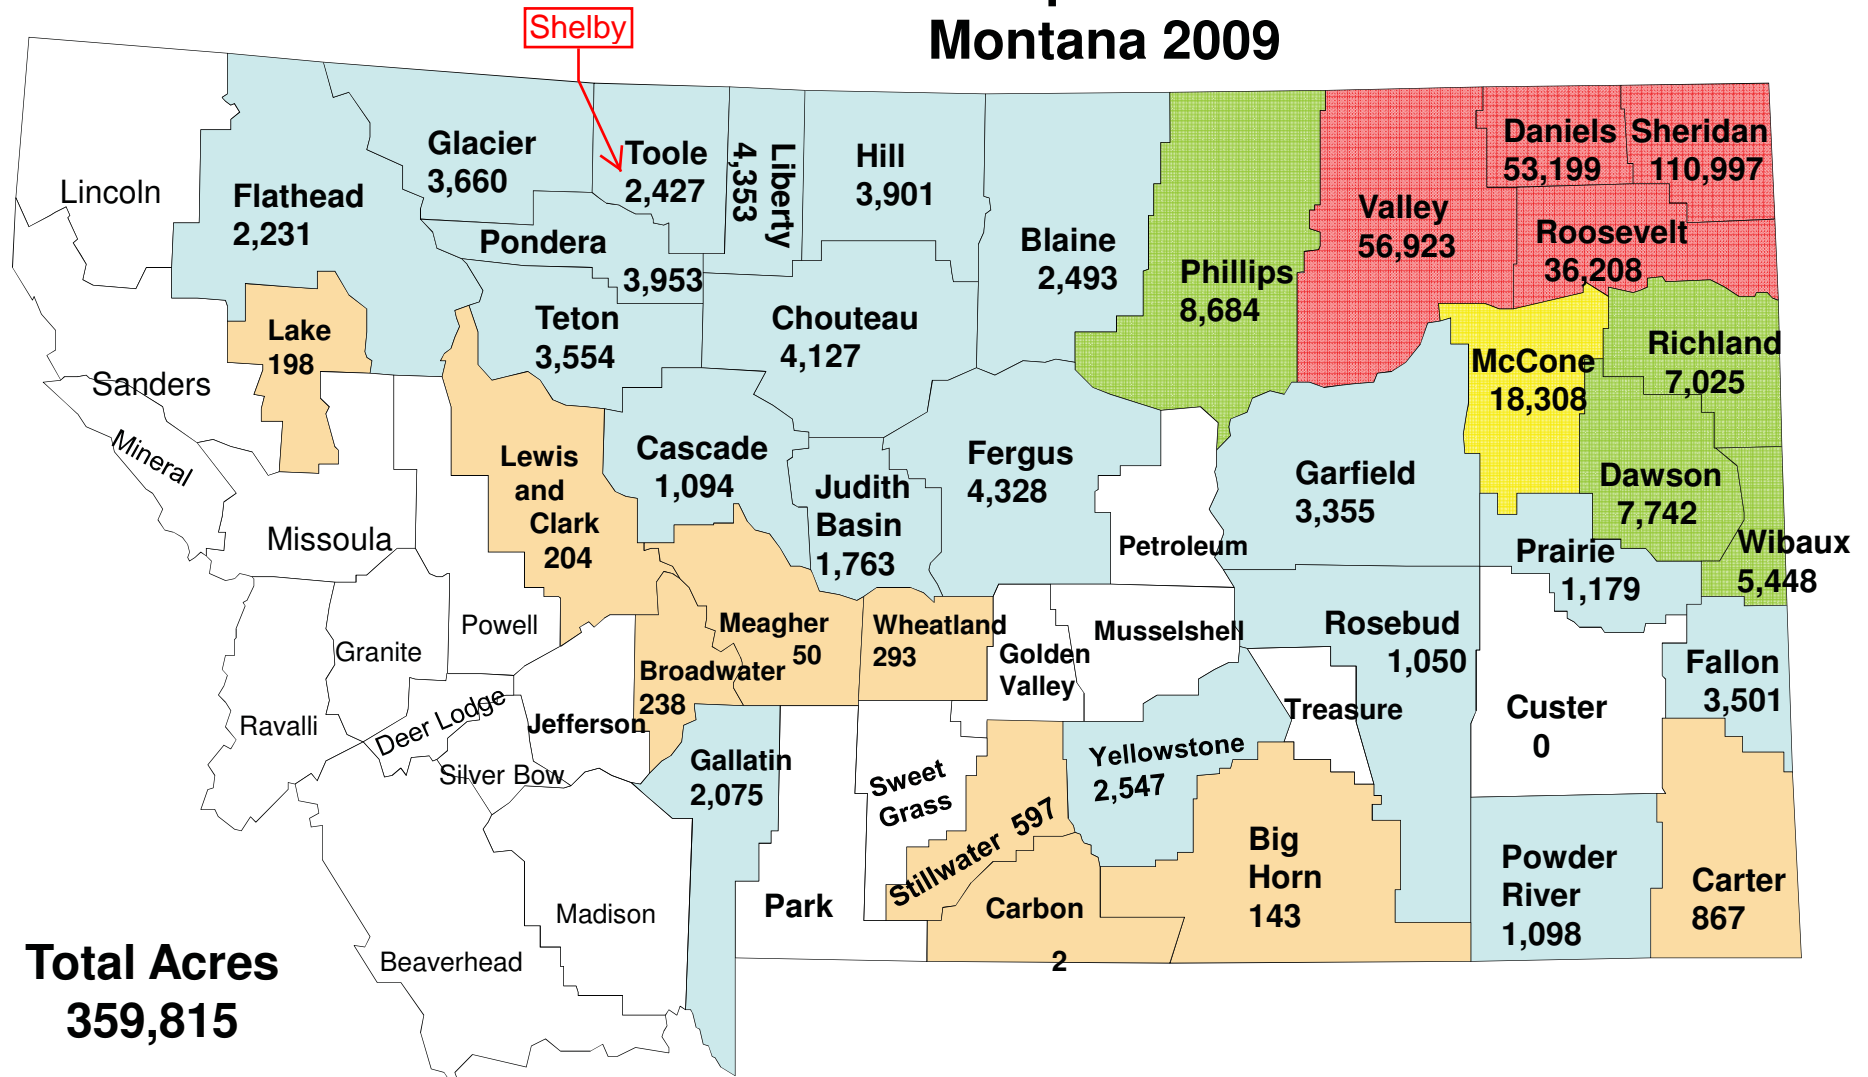 Montana 2009
Shelby
Lincoln
Flathead
2,231
Glacier
3,660
Toole
2,427
Liberty
4,353
Hill
3,901
Blaine
2,493
Phillips
8,684
Valley
56,923
Daniels
53,199
Sheridan
110,997
Roosevelt
36,208
Pondera
3,953
Teton
3,554
Chouteau
4,127
Lake
198
Sanders
Mineral
Missoula
Lewis
and
Clark
204
Cascade
1,094
Judith
Basin
1,763
Fergus
4,328
Petroleum
Garfield
3,355
McCone
18,308
Richland
7,025
Dawson
7,742
Prairie
1,179
Wibaux
5,448
Powell
Granite
Ravalli
Deer Lodge
Silver Bow
Jefferson
Broadwater
238
Meagher
50
Wheatland
293
Golden
Valley
Musselshell
Rosebud
1,050
Treasure
Custer
0
Fallon
3,501
Gallatin
2,075
Park
Sweet
Grass
Stillwater 597
Yellowstone
2,547
Carbon
2
Big
Horn
143
Powder
River
1,098
Carter
867
Madison
Beaverhead
Total Acres
359,815